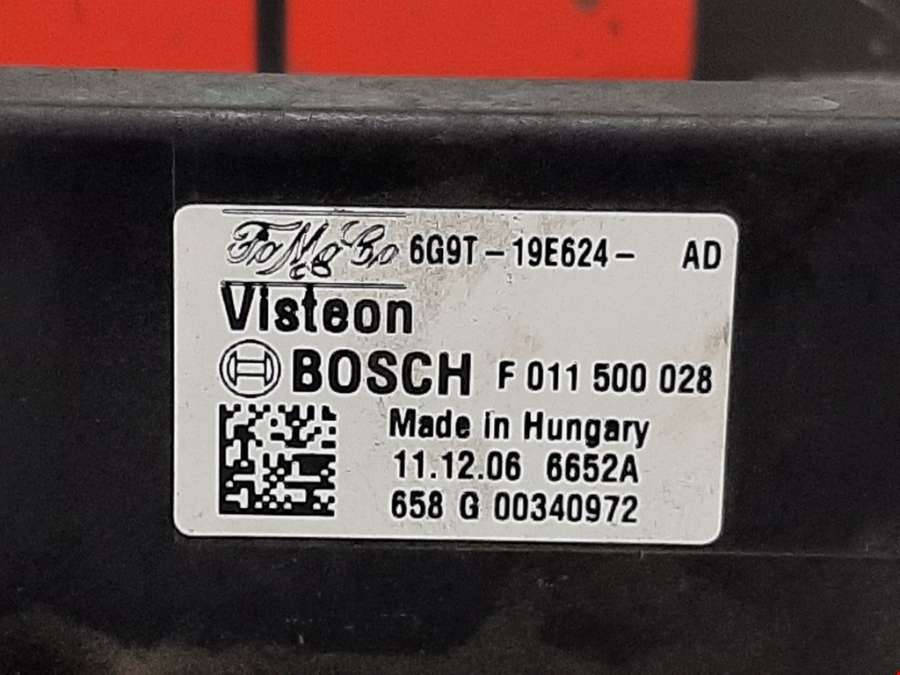 FoMoCo 6G9T-19E624- AD
Visteon
BOSCH F 011 500 028
Made in Hungary
11.12.06 6652A
658 G 00340972